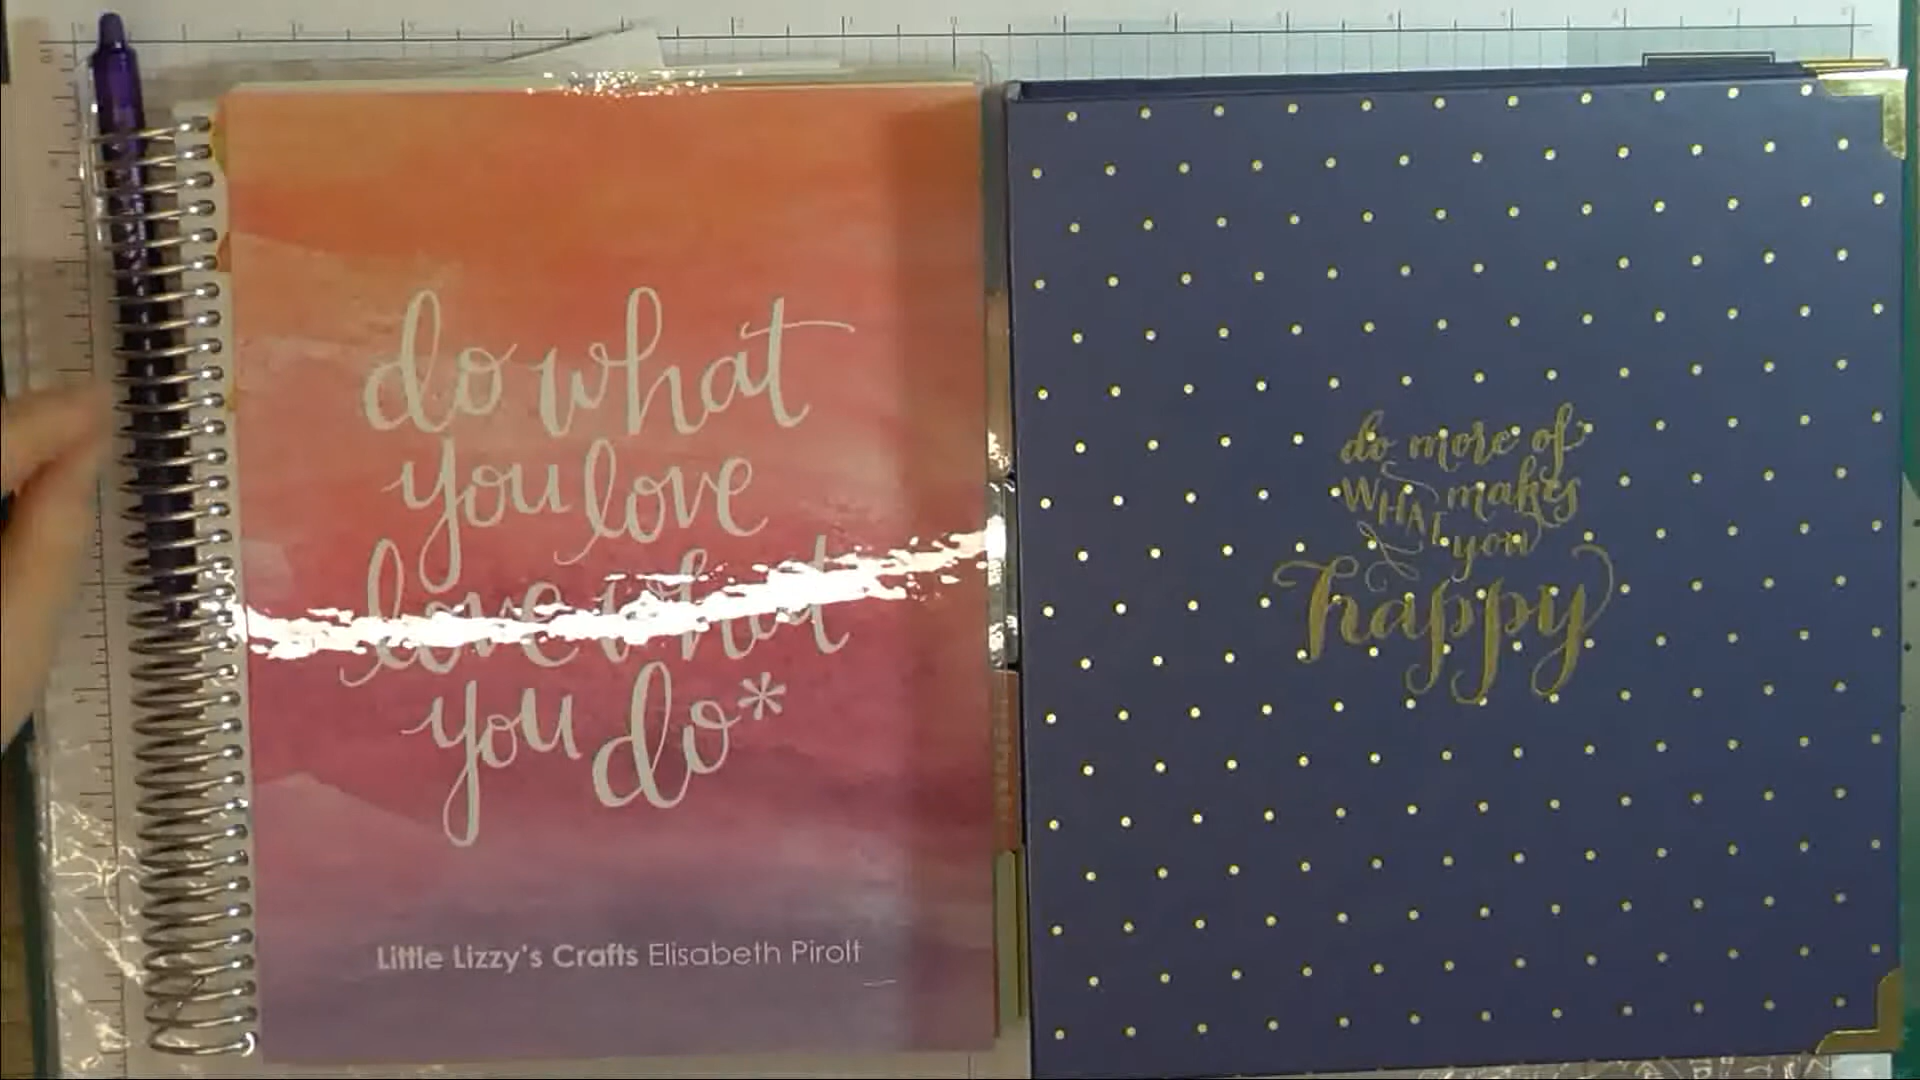 do what
you love
love what
you do*
Little Lizzy's Crafts Elisabeth Pirolt
do more of
WHAT makes
you
happy